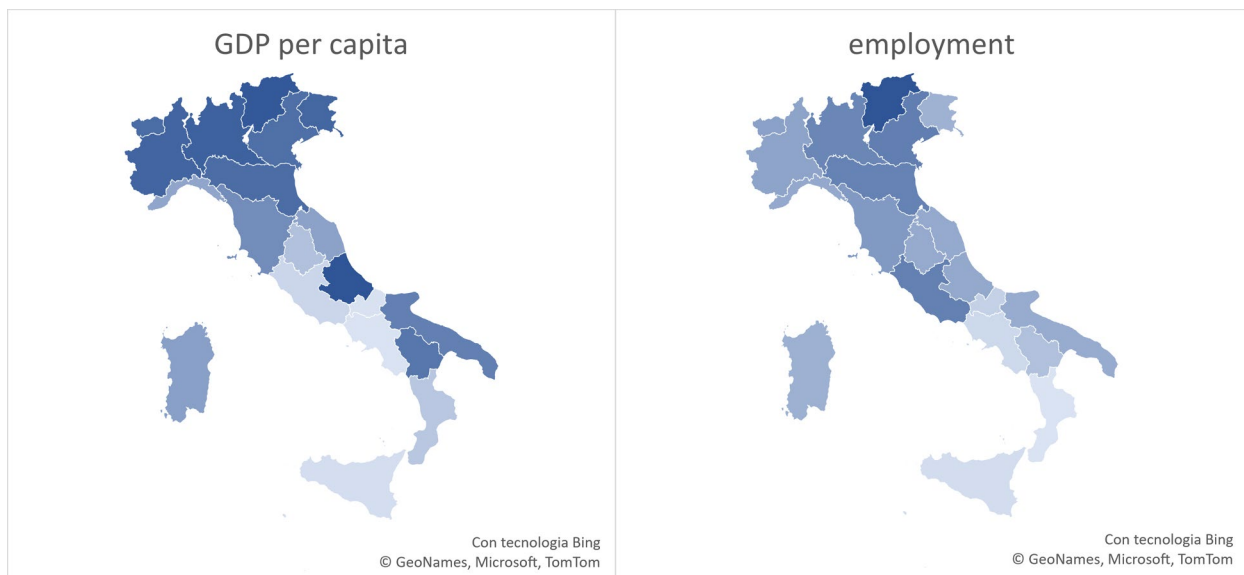 GDP per capita
Con tecnologia Bing
© GeoNames, Microsoft, TomTom
employment
Con tecnologia Bing
© GeoNames, Microsoft, TomTom